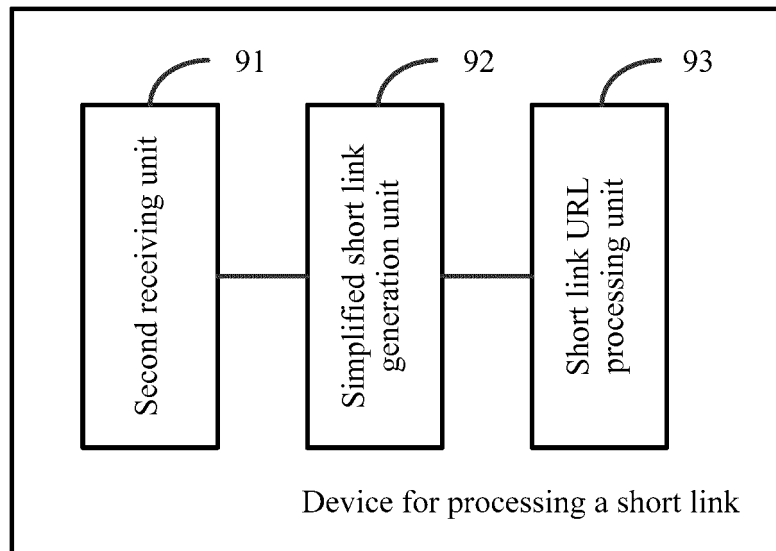 91
92
93
Second receiving unit
Simplified short link
generation unit
Short link URL
processing unit
Device for processing a short link